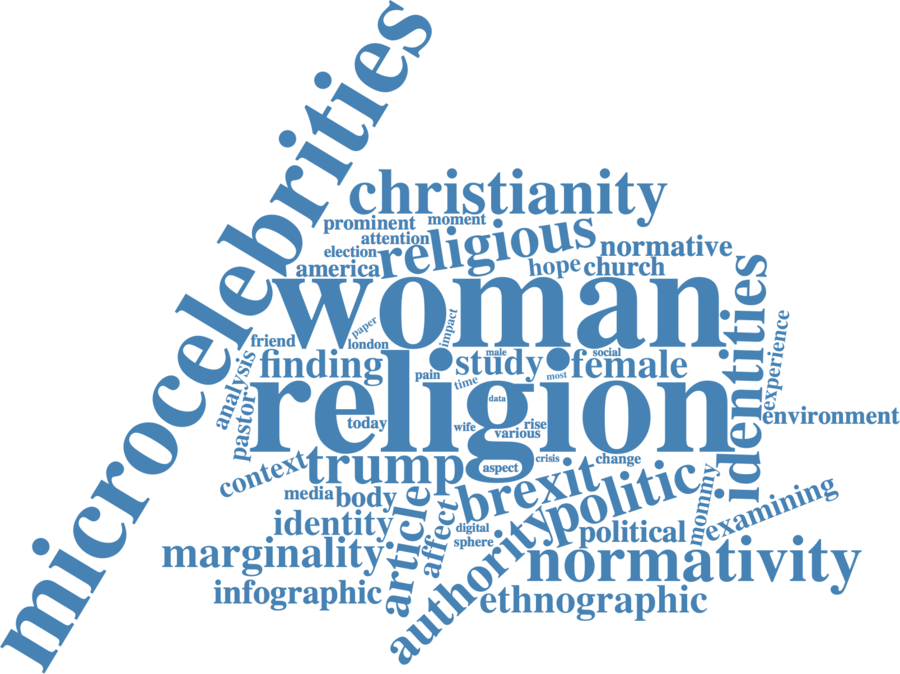 microcelebrities
christianity
prominent
moment
attention
religious
election
normative
america
hope
church
woman
identities
paper
impact
friend
london
experience
finding
male
study
social
female
analysis
pain
time
most
religion
data
environment
pastor
today
wife
rise
various
context
trump
aspect
crisis
change
media
body
brexit
politic
mommy
examining
identity
article
affect
digital
sphere
authority
political
marginality
normativity
infographic
ethnographic